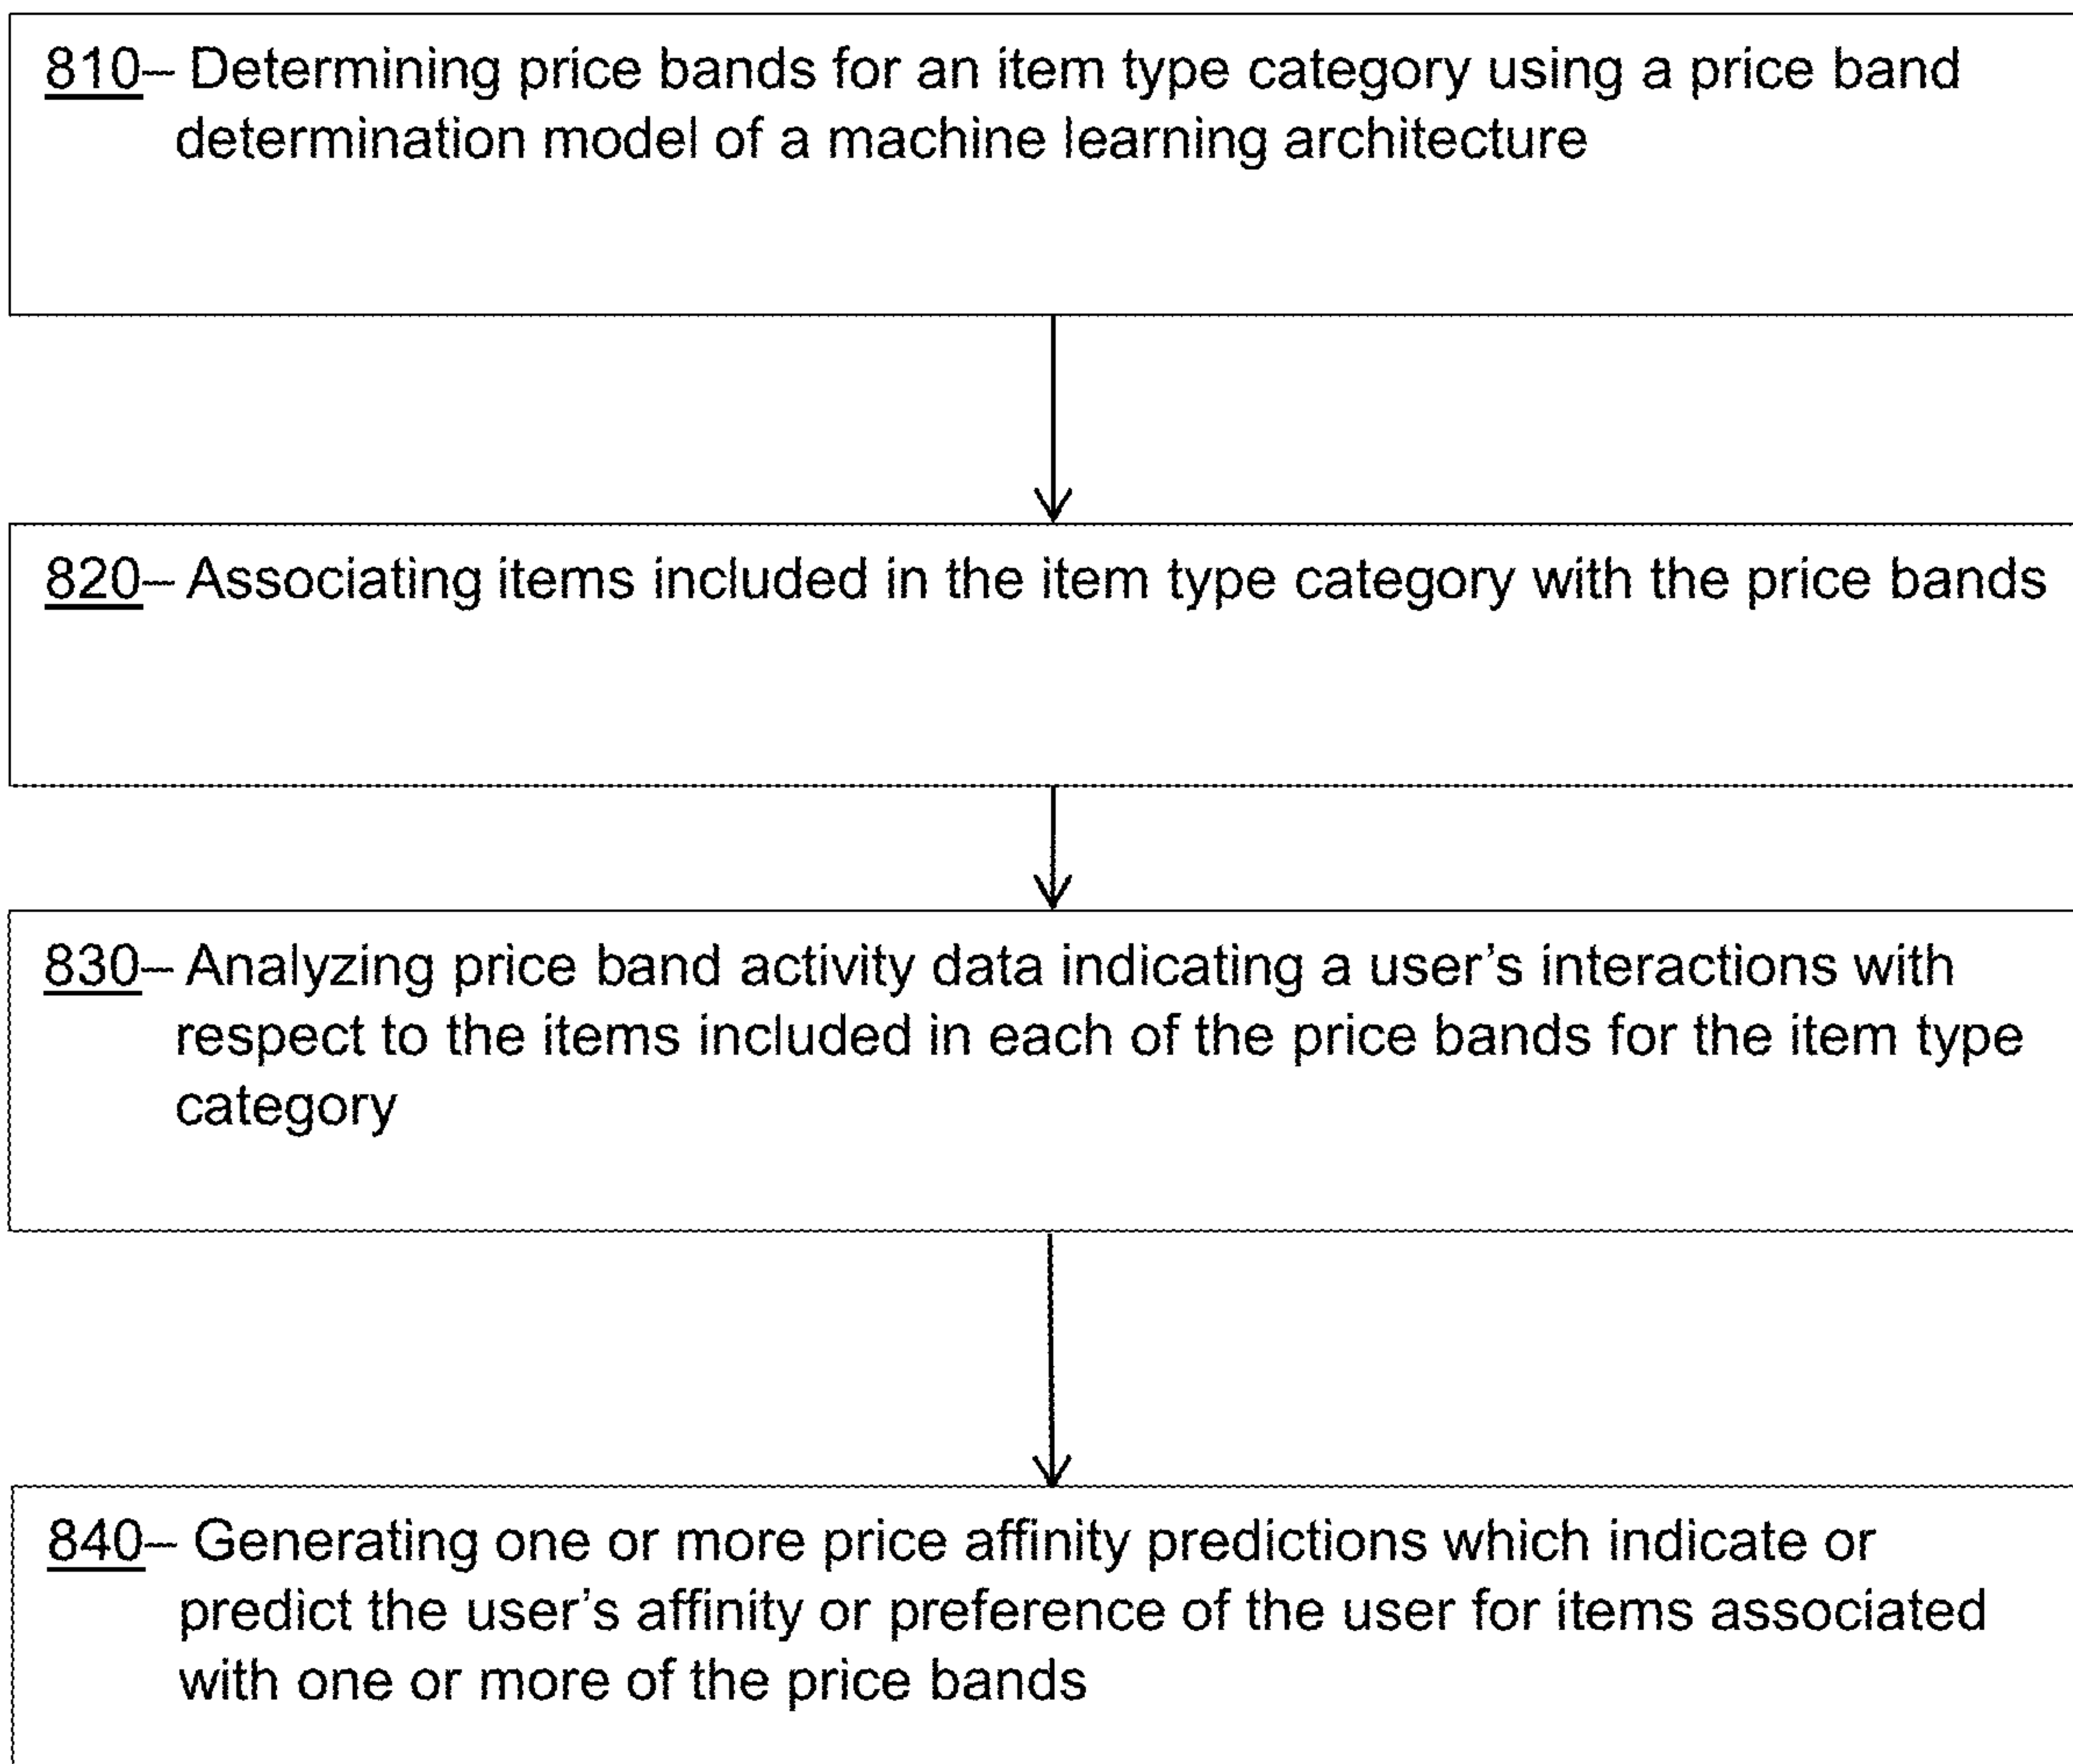 810– Determining price bands for an item type category using a price band
determination model of a machine learning architecture
820– Associating items included in the item type category with the price bands
830– Analyzing price band activity data indicating a user's interactions with
respect to the items included in each of the price bands for the item type
category
840– Generating one or more price affinity predictions which indicate or
predict the user's affinity or preference of the user for items associated
with one or more of the price bands